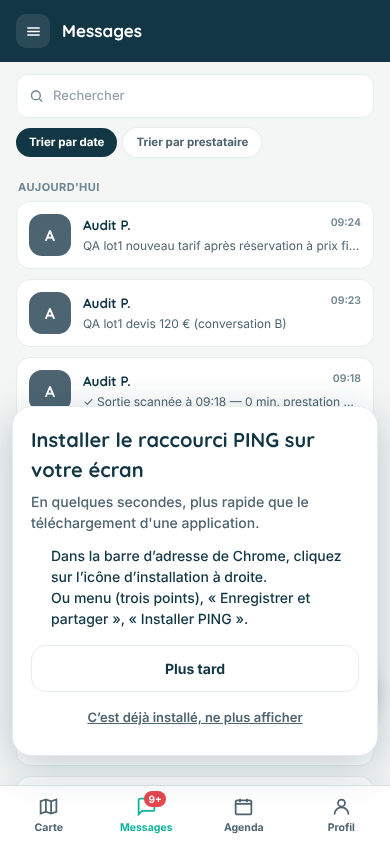 Messages
Rechercher
Trier par date
Trier par prestataire
AUJOURD'HUI
A
Audit P.
09:24
QA lot1 nouveau tarif après réservation à prix fi...
A
Audit P.
09:23
QA lot1 devis 120 € (conversation B)
A
Audit P.
09:18
✓ Sortie scannée à 09:18 — 0 min, prestation ...
Installer le raccourci PING sur
votre écran
En quelques secondes, plus rapide que le
téléchargement d'une application.
Dans la barre d’adresse de Chrome, cliquez
sur l’icône d’installation à droite.
Ou menu (trois points), « Enregistrer et
partager », « Installer PING ».
Plus tard
C’est déjà installé, ne plus afficher
9+
Carte
Messages
Agenda
Profil